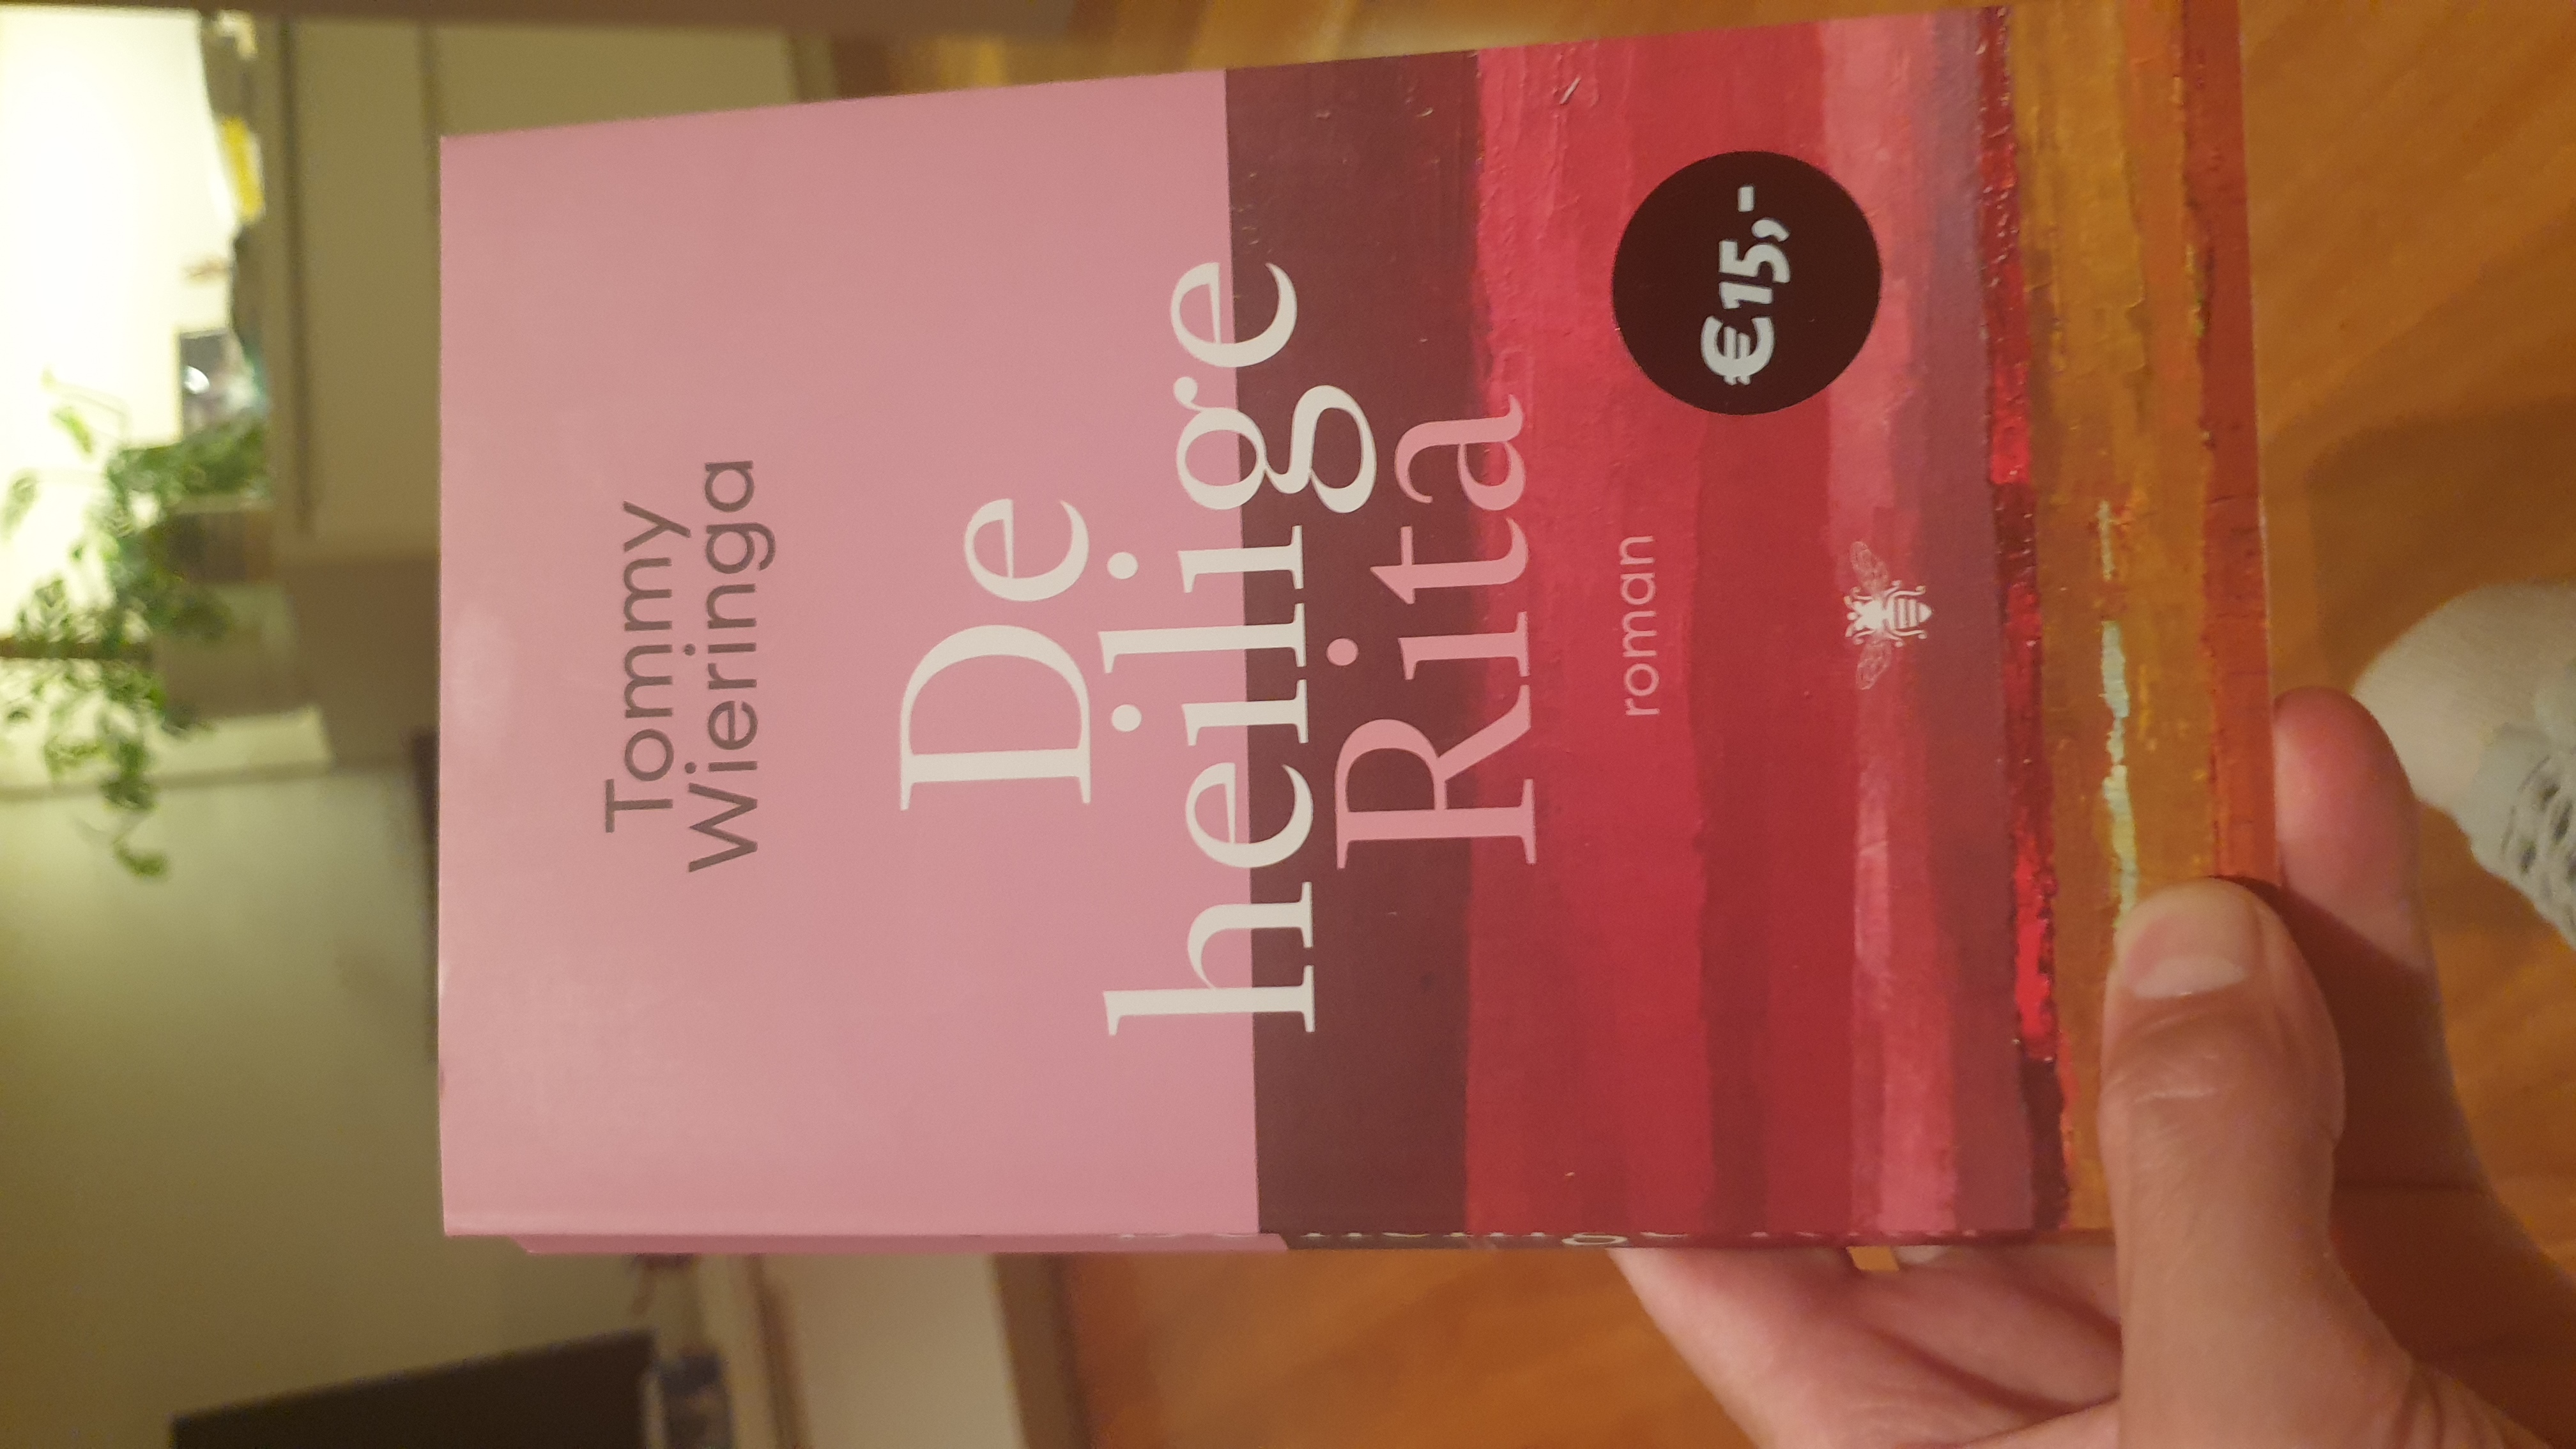 Tommy
Wieringa
De
heilige
Rita
roman
€15,-